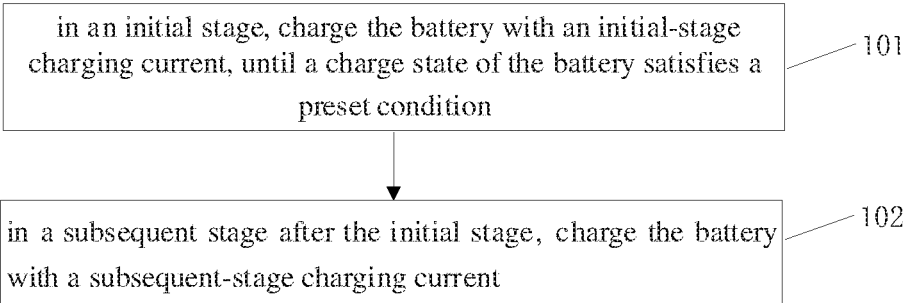 in an initial stage, charge the battery with an initial-stage
charging current, until a charge state of the battery satisfies a
preset condition
101
in a subsequent stage after the initial stage, charge the battery
with a subsequent-stage charging current
102